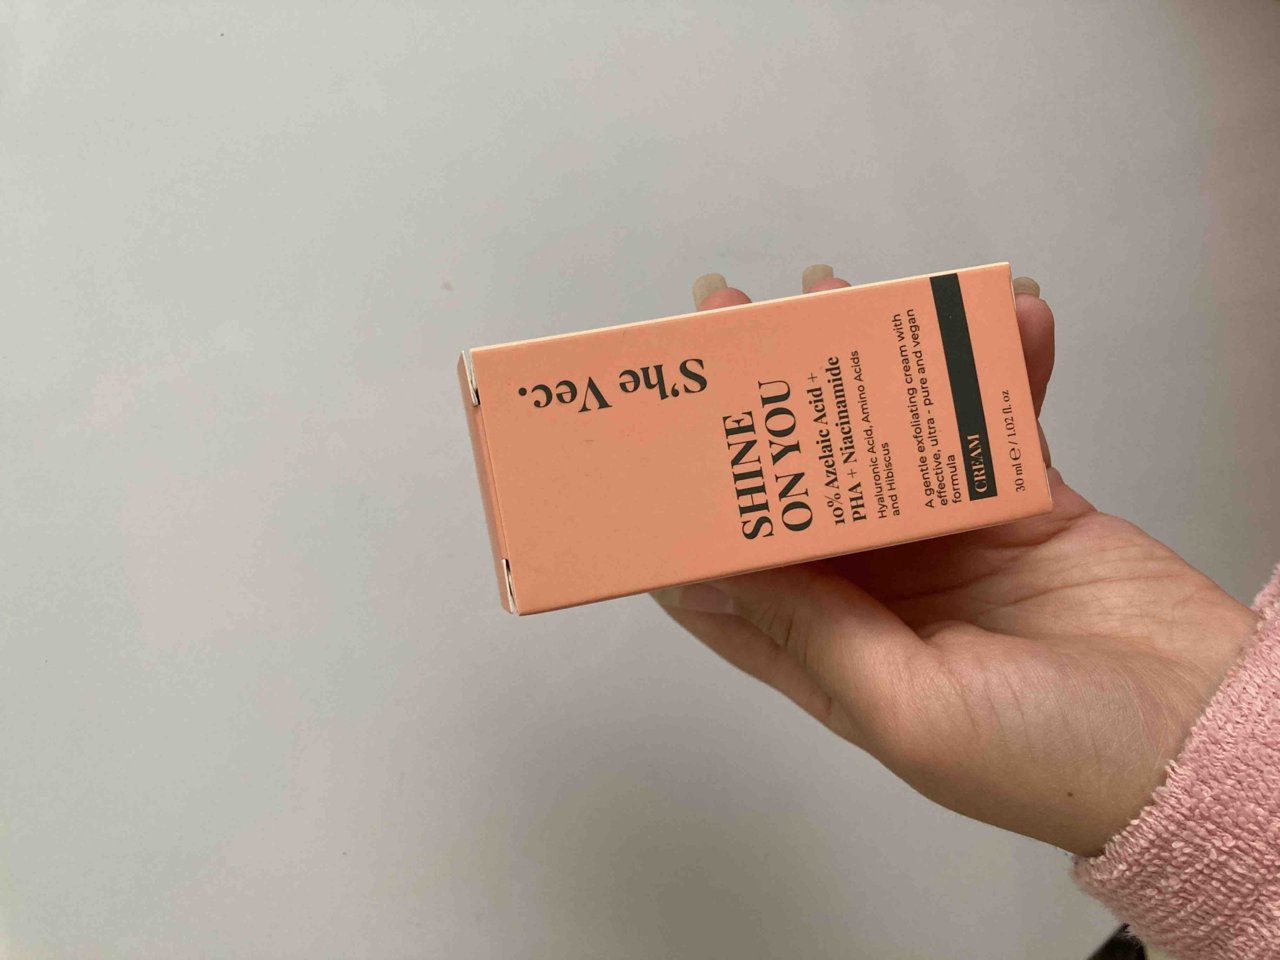 S'he Vec.
SHINE
ON YOU
10% Azelaic Acid +
PHA + Niacinamide
Hyaluronic Acid, Amino Acids
and Hibiscus
A gentle exfoliating cream with
effective, ultra - pure and vegan
formula
CREAM
30 ml ℮ / 1.02 fl. oz